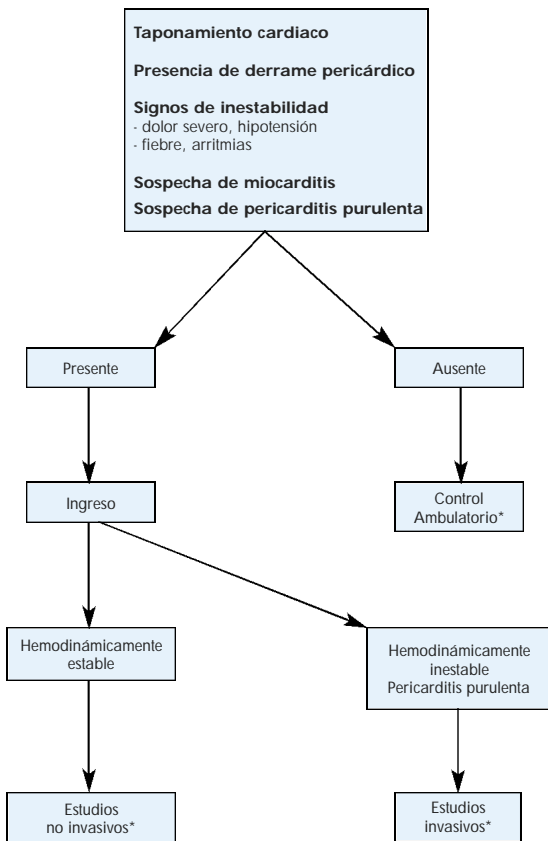 Taponamiento cardiaco
Presencia de derrame pericárdico
Signos de inestabilidad
- dolor severo, hipotensión
- fiebre, arritmias
Sospecha de miocarditis
Sospecha de pericarditis purulenta
Presente
Ausente
Ingreso
Control
Ambulatorio*
Hemodinámicamente
estable
Hemodinámicamente
inestable
Pericarditis purulenta
Estudios
no invasivos*
Estudios
invasivos*